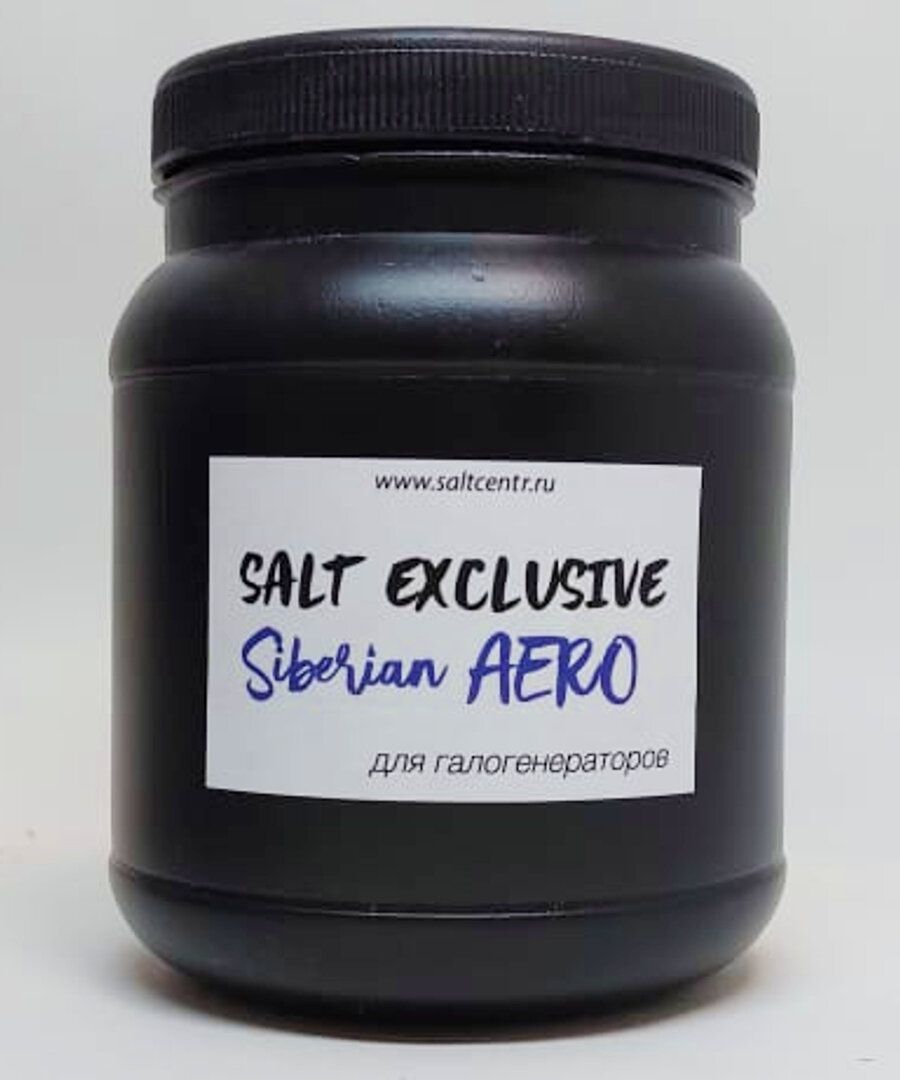 www.saltcentr.ru
SALT EXCLUSIVE
Siberian AERO
для галогенераторов